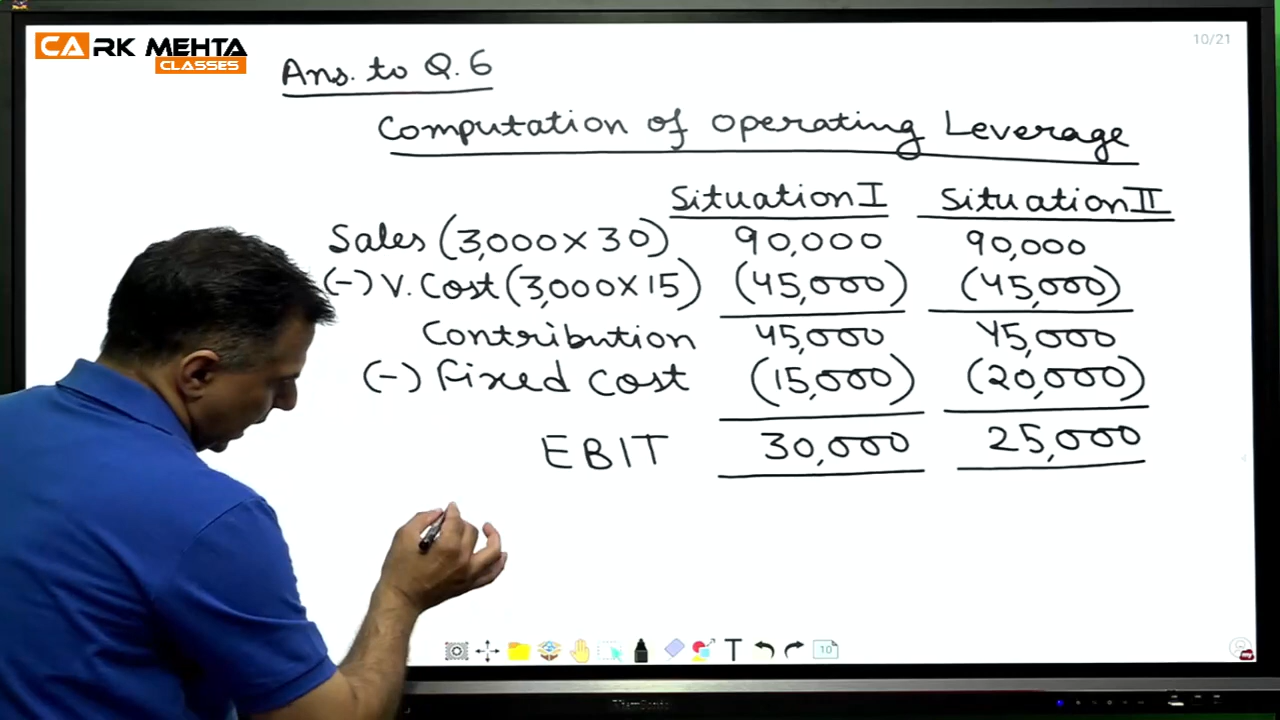 CA RK MEHTA
CLASSES
10/21
Ans. to Q.6
Computation of operating Leverage
Situation I Situation II
Sales (3,000 × 30) 90,000 90,000
(-) V. Cost (3,000 × 15) (45,000) (45,000)
Contribution 45,000 45,000
(-) Fixed Cost (15,000) (20,000)
EBIT 30,000 25,000
T 10